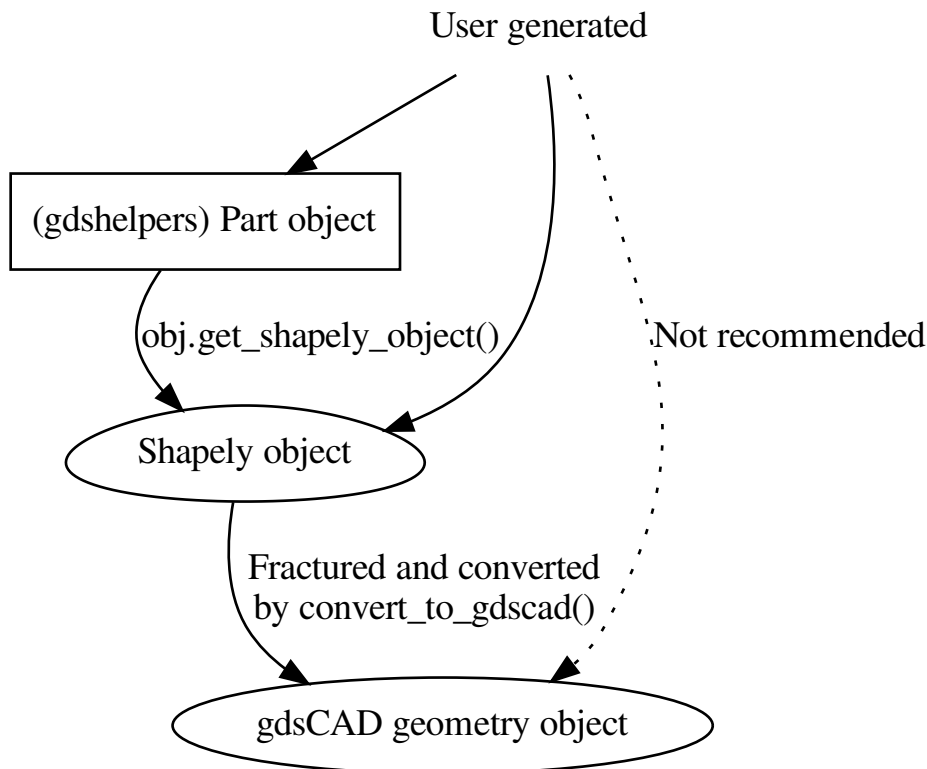 User generated
(gdshelpers) Part object
obj.get_shapely_object()
Not recommended
Shapely object
Fractured and converted
by convert_to_gdscad()
gdsCAD geometry object